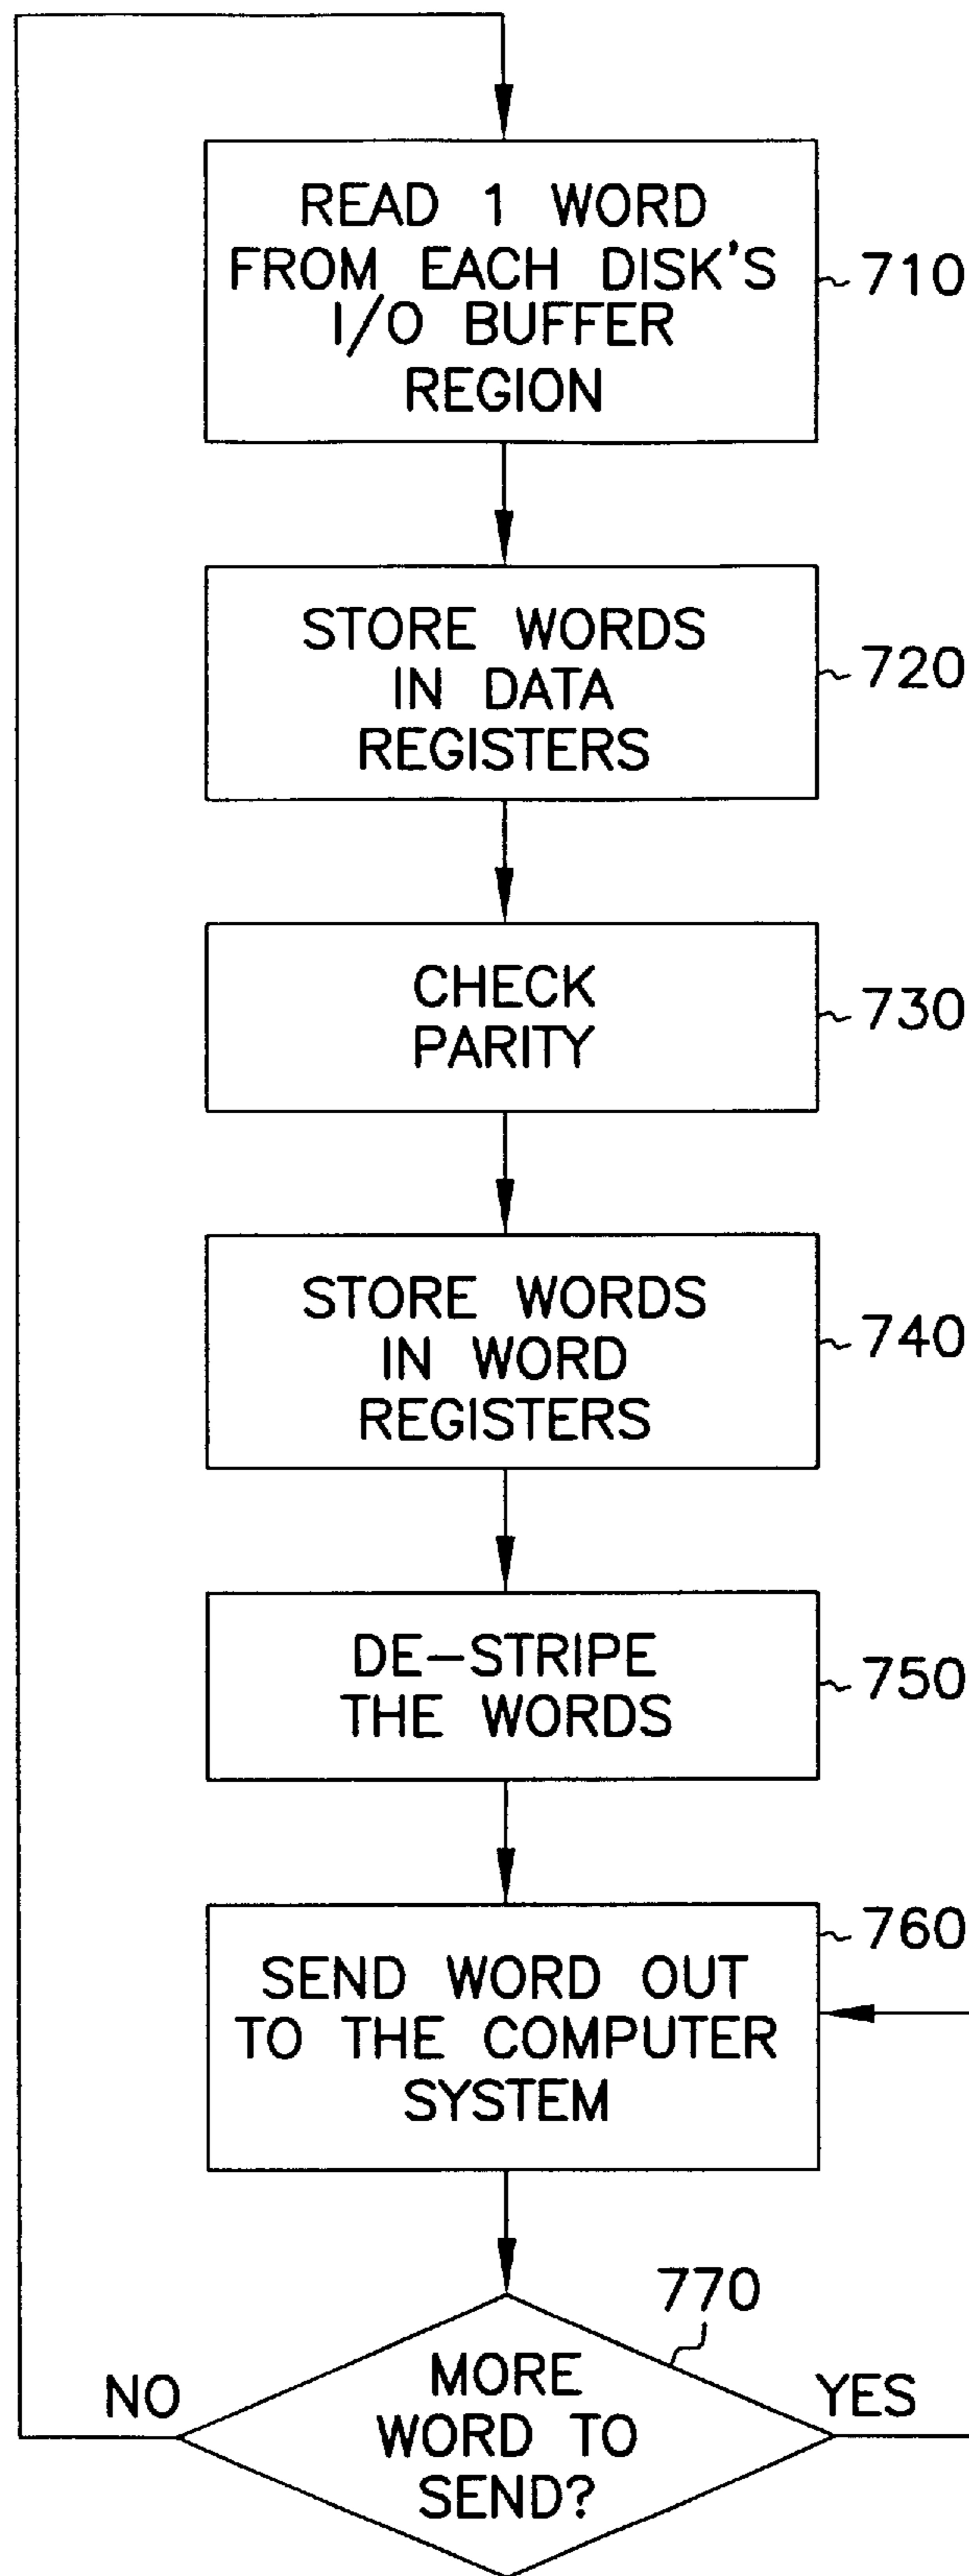 READ 1 WORD
FROM EACH DISK'S
I/O BUFFER
REGION
710
STORE WORDS
IN DATA
REGISTERS
720
CHECK
PARITY
730
STORE WORDS
IN WORD
REGISTERS
740
DE-STRIPE
THE WORDS
750
SEND WORD OUT
TO THE COMPUTER
SYSTEM
760
770
NO
MORE
WORD TO
SEND?
YES